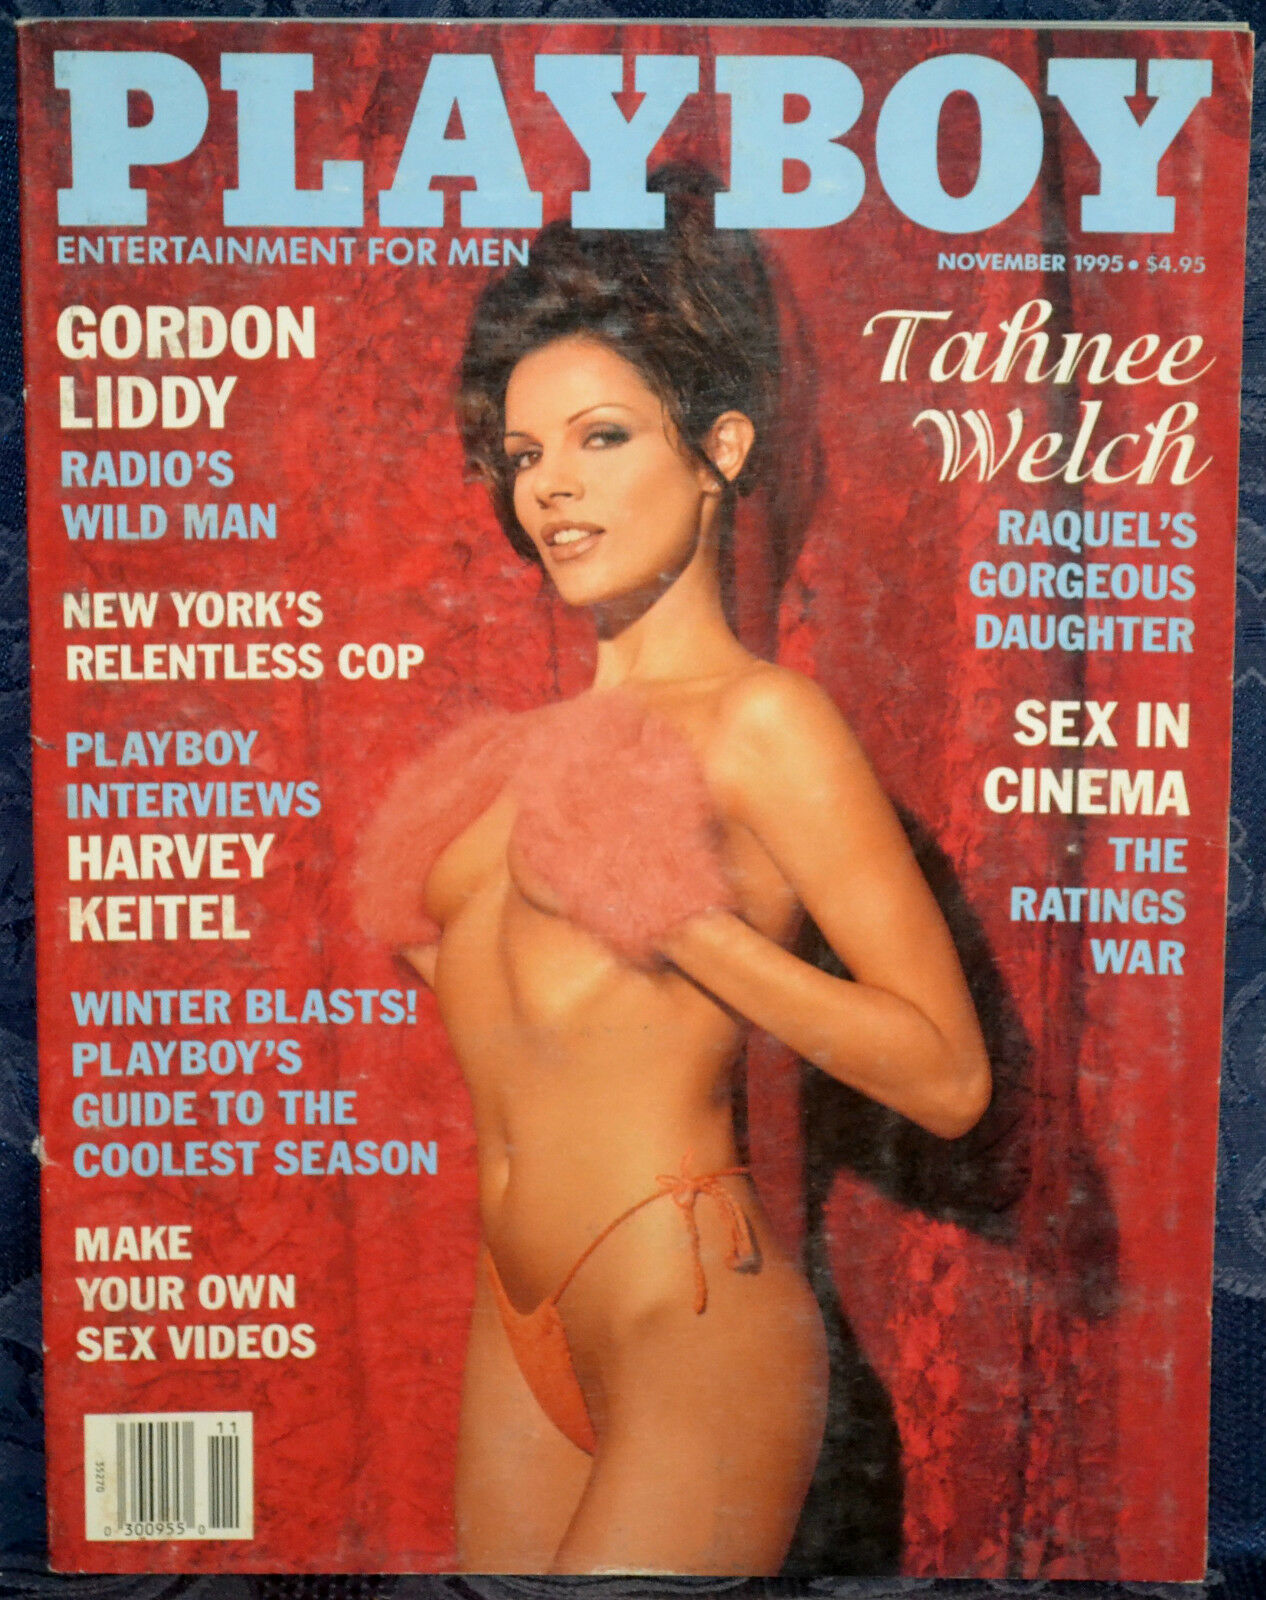 PLAYBOY
ENTERTAINMENT FOR MEN
NOVEMBER 1995 • $4.95
GORDON
LIDDY
RADIO'S
WILD MAN
NEW YORK'S
RELENTLESS COP
PLAYBOY
INTERVIEWS
HARVEY
KEITEL
WINTER BLASTS!
PLAYBOY'S
GUIDE TO THE
COOLEST SEASON
MAKE
YOUR OWN
SEX VIDEOS
Tahnee
Welch
RAQUEL'S
GORGEOUS
DAUGHTER
SEX IN
CINEMA
THE
RATINGS
WAR
11
35270
0 300955 0